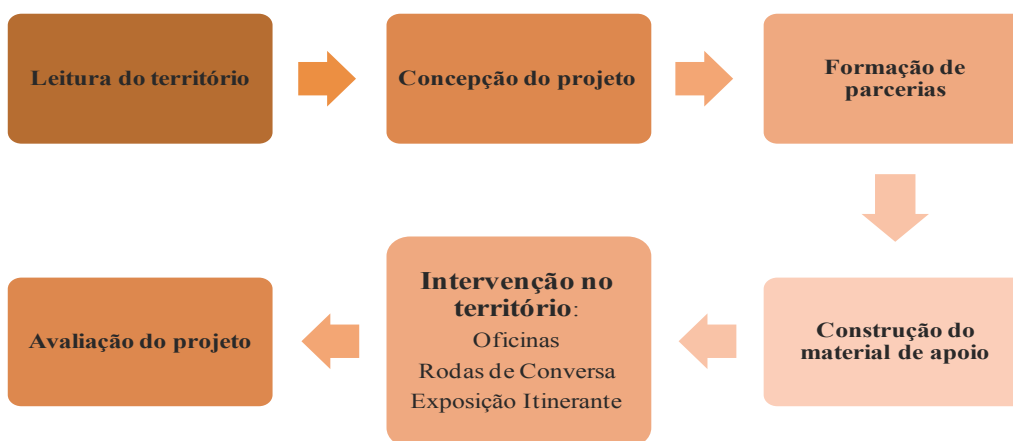 Leitura do território
Concepção do projeto
Formação de
parcerias
Construção do
material de apoio
Intervenção no
território:
Oficinas
Rodas de Conversa
Exposição Itinerante
Avaliação do projeto